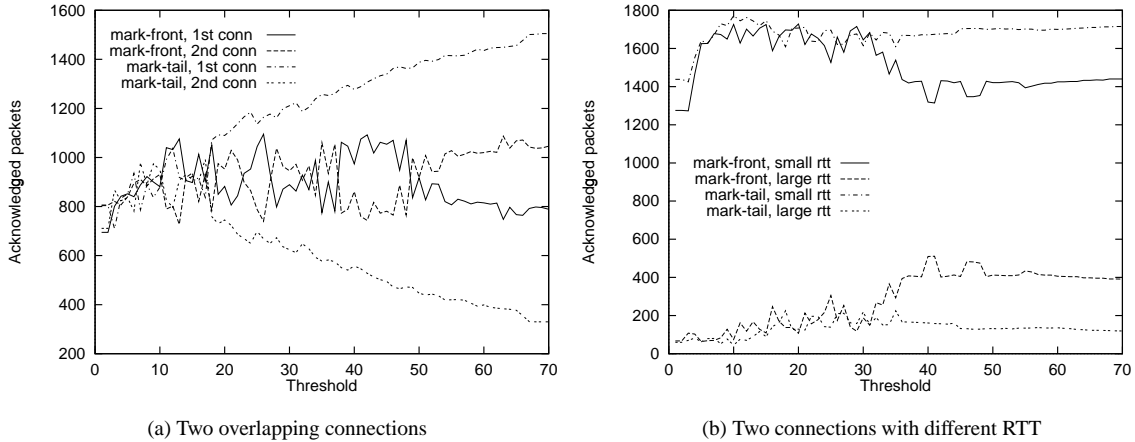 1600
1400
1200
1000
800
600
400
200
0 10 20 30 40 50 60 70
Threshold
Acknowledged packets
mark-front, 1st conn
mark-front, 2nd conn
mark-tail, 1st conn
mark-tail, 2nd conn
(a) Two overlapping connections
1800
1600
1400
1200
1000
800
600
400
200
0
0 10 20 30 40 50 60 70
Threshold
Acknowledged packets
mark-front, small rtt
mark-front, large rtt
mark-tail, small rtt
mark-tail, large rtt
(b) Two connections with different RTT